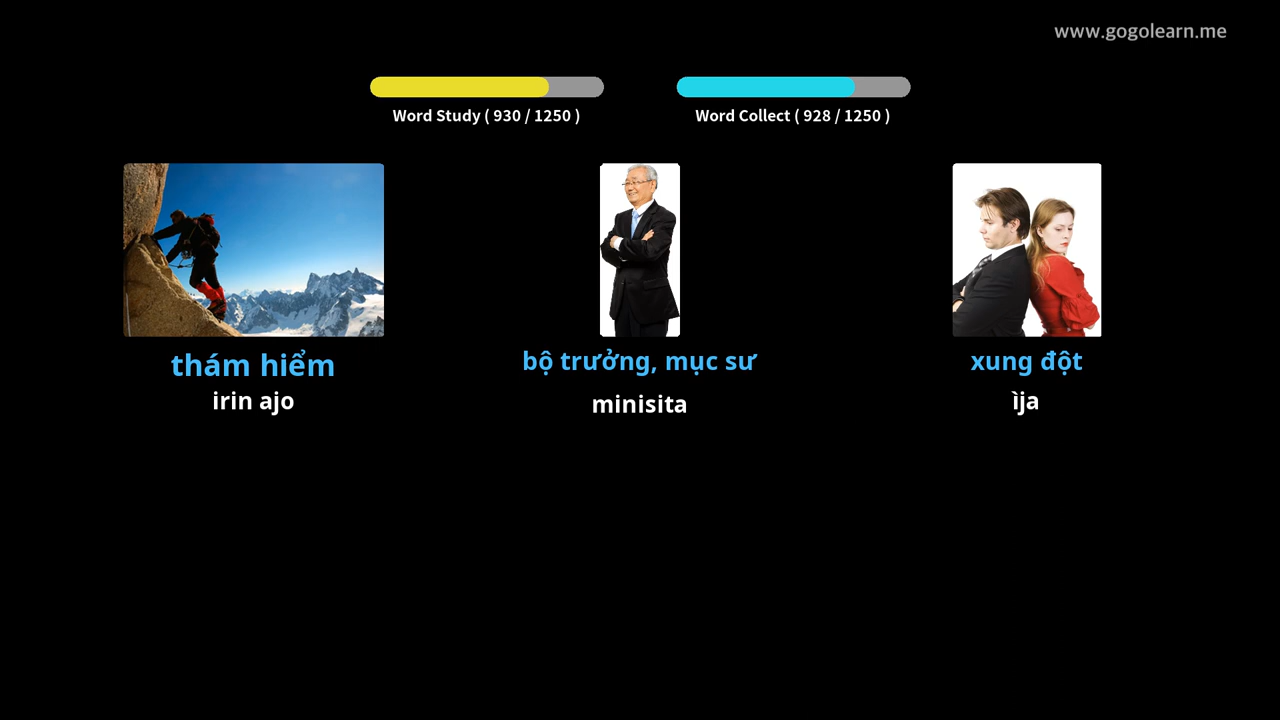 www.gogolearn.me
Word Study ( 930 / 1250 )
Word Collect ( 928 / 1250 )
thám hiểm
irin ajo
bộ trưởng, mục sư
minisita
xung đột
ìja